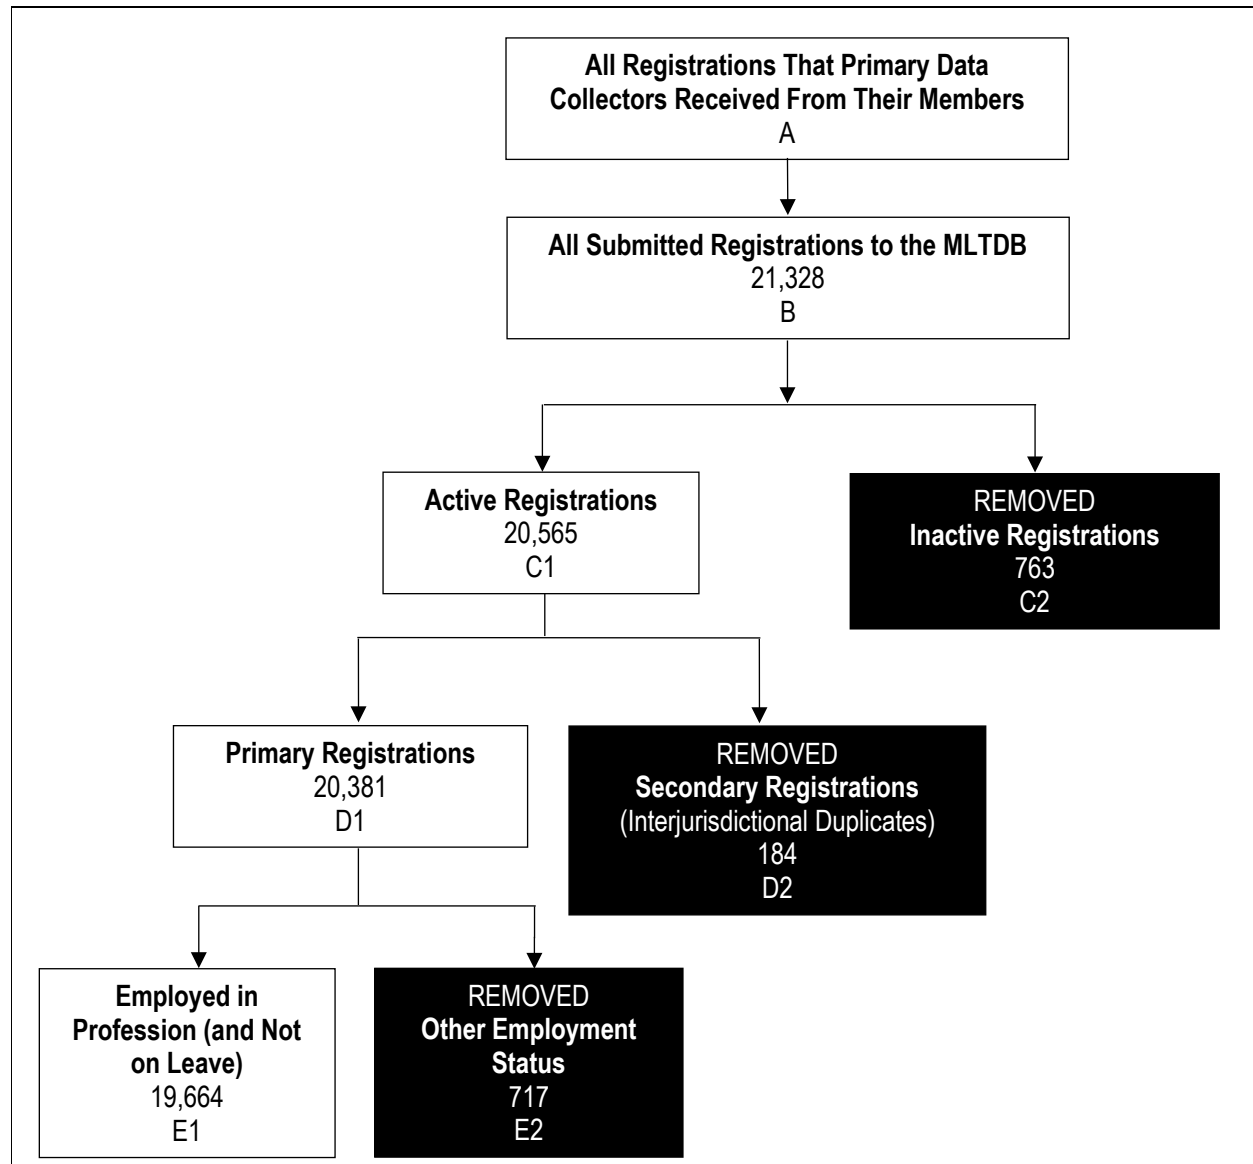 All Registrations That Primary Data
Collectors Received From Their Members
A
All Submitted Registrations to the MLTDB
21,328
B
Active Registrations
20,565
C1
REMOVED
Inactive Registrations
763
C2
Primary Registrations
20,381
D1
REMOVED
Secondary Registrations
(Interjurisdictional Duplicates)
184
D2
Employed in
Profession (and Not
on Leave)
19,664
E1
REMOVED
Other Employment
Status
717
E2